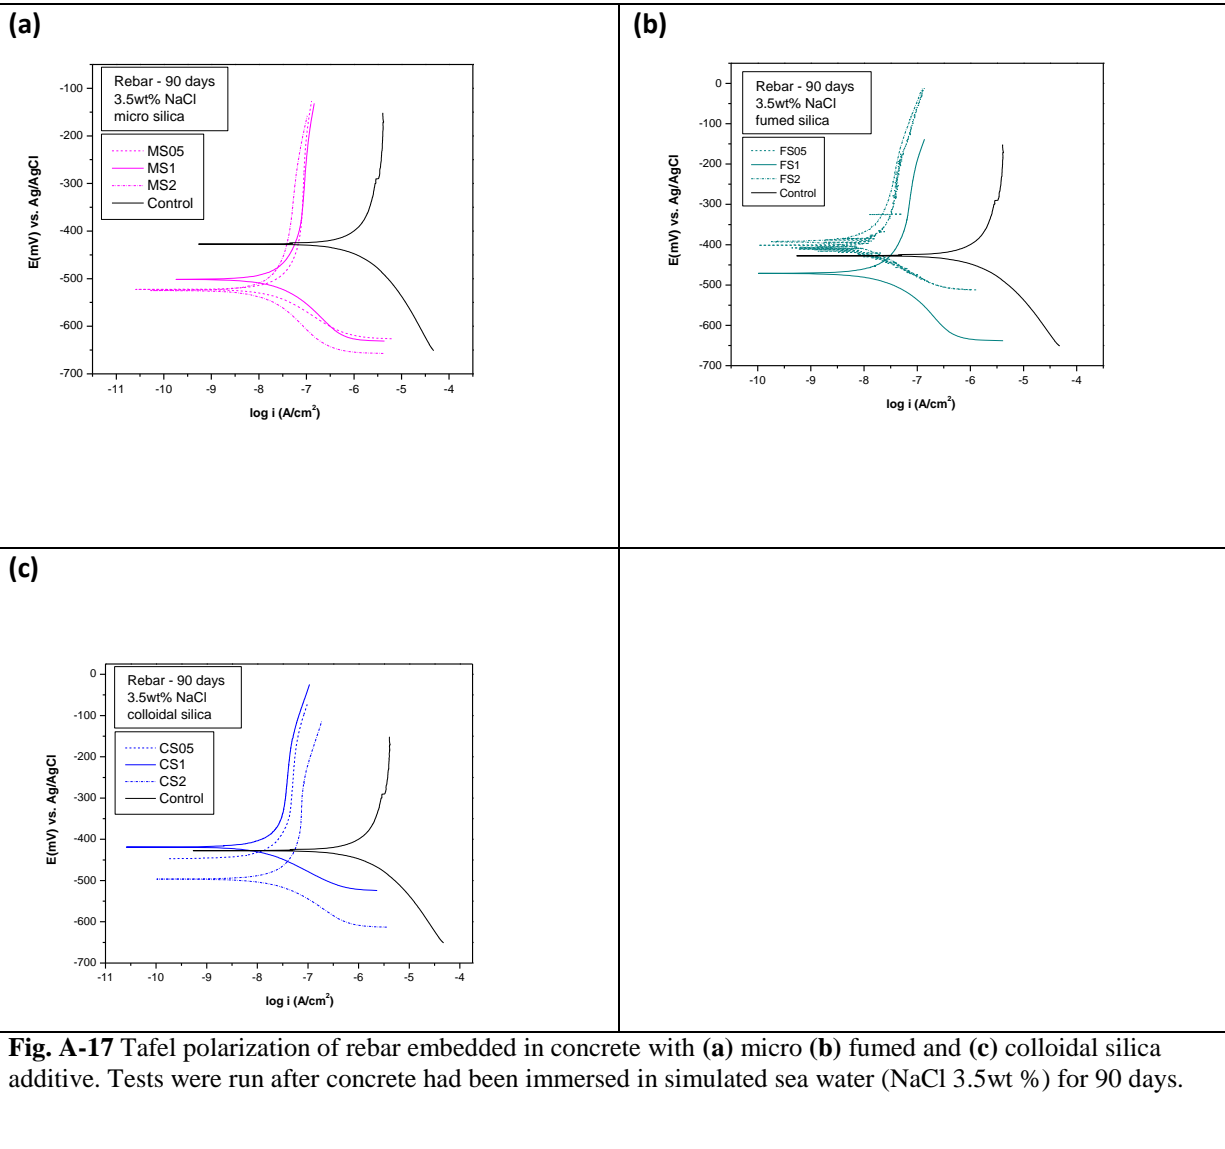 (a)
Rebar - 90 days
3.5wt% NaCl
micro silica
MS05
MS1
MS2
Control
E(mV) vs. Ag/AgCl
-100
-200
-300
-400
-500
-600
-700
-11 -10 -9 -8 -7 -6 -5 -4
log i (A/cm²)
(b)
Rebar - 90 days
3.5wt% NaCl
fumed silica
FS05
FS1
FS2
Control
E(mV) vs. Ag/AgCl
0
-100
-200
-300
-400
-500
-600
-700
-10 -9 -8 -7 -6 -5 -4
log i (A/cm²)
(c)
Rebar - 90 days
3.5wt% NaCl
colloidal silica
CS05
CS1
CS2
Control
E(mV) vs. Ag/AgCl
0
-100
-200
-300
-400
-500
-600
-700
-11 -10 -9 -8 -7 -6 -5 -4
log i (A/cm²)
Fig. A-17 Tafel polarization of rebar embedded in concrete with (a) micro (b) fumed and (c) colloidal silica
additive. Tests were run after concrete had been immersed in simulated sea water (NaCl 3.5wt %) for 90 days.